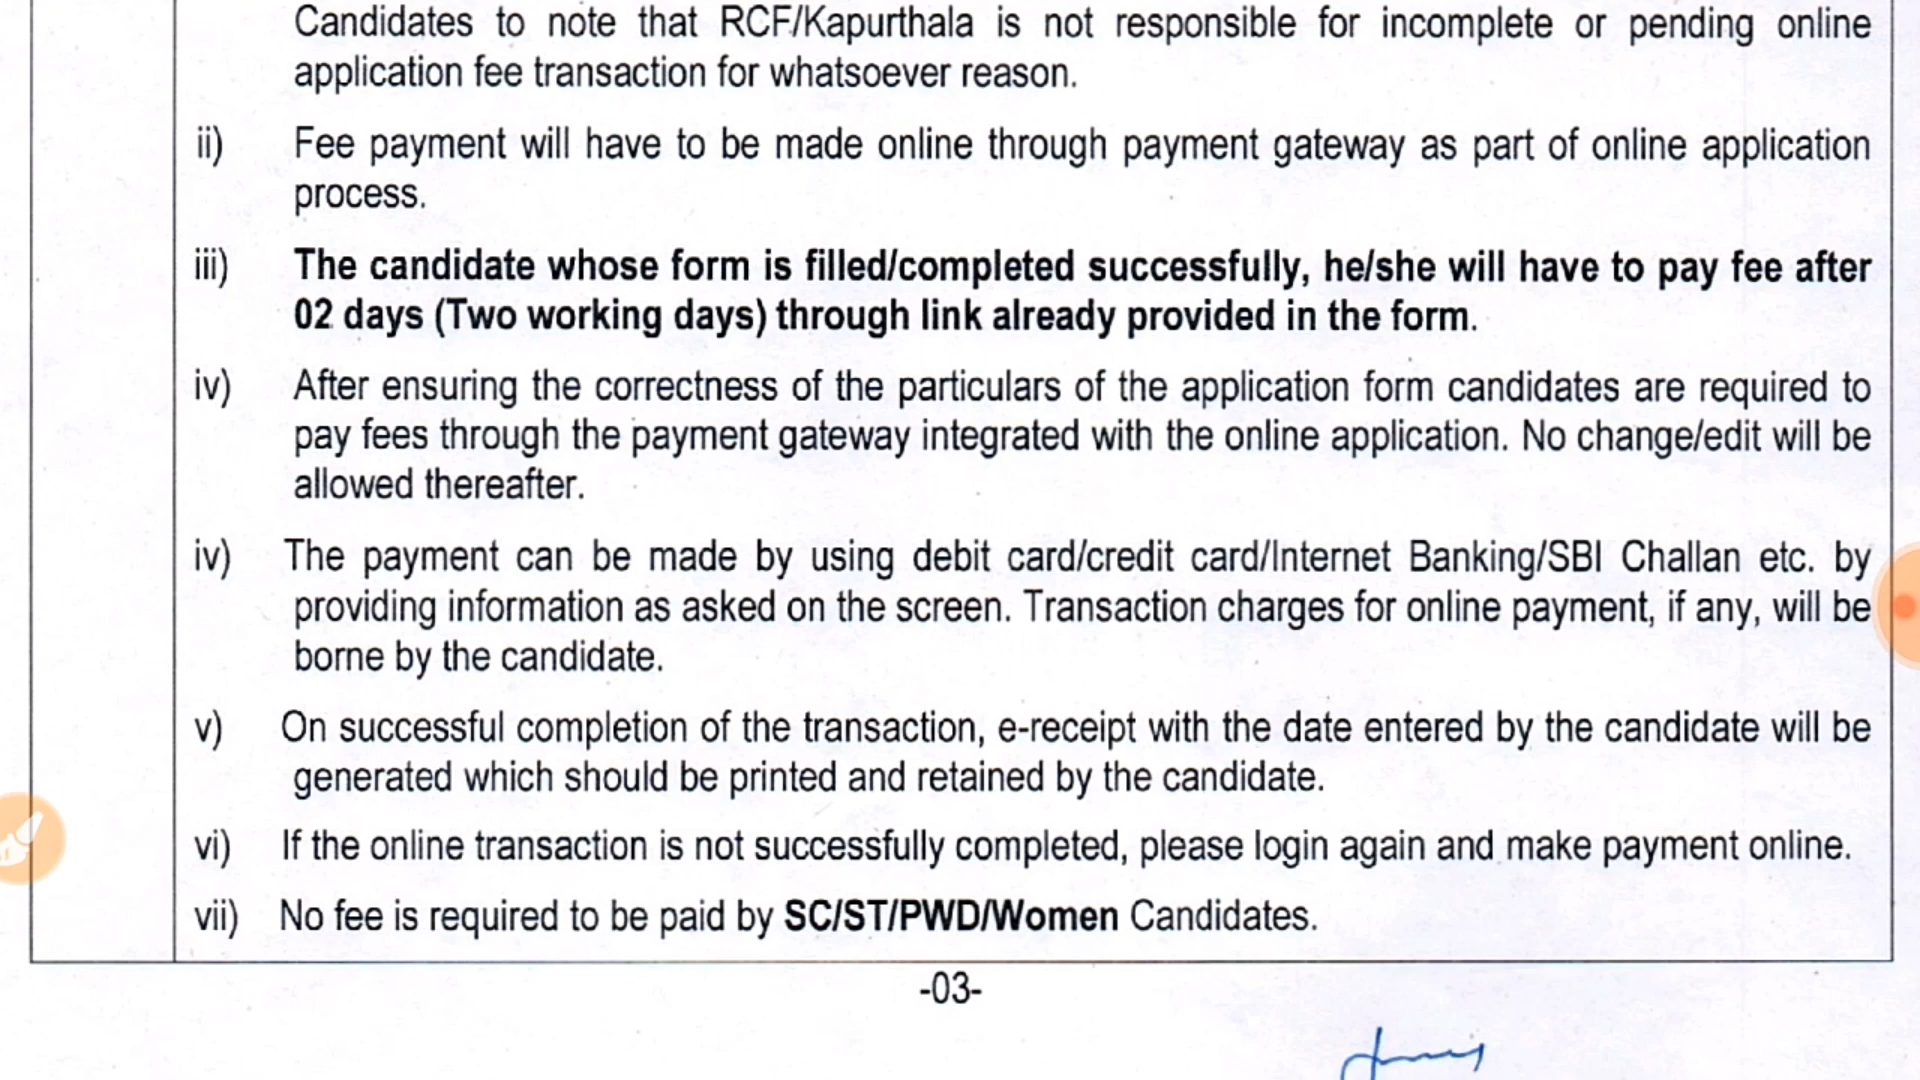 Candidates to note that RCF/Kapurthala is not responsible for incomplete or pending online
application fee transaction for whatsoever reason.
ii) Fee payment will have to be made online through payment gateway as part of online application
process.
iii) The candidate whose form is filled/completed successfully, he/she will have to pay fee after
02 days (Two working days) through link already provided in the form.
iv) After ensuring the correctness of the particulars of the application form candidates are required to
pay fees through the payment gateway integrated with the online application. No change/edit will be
allowed thereafter.
iv) The payment can be made by using debit card/credit card/Internet Banking/SBI Challan etc. by
providing information as asked on the screen. Transaction charges for online payment, if any, will be
borne by the candidate.
v) On successful completion of the transaction, e-receipt with the date entered by the candidate will be
generated which should be printed and retained by the candidate.
vi) If the online transaction is not successfully completed, please login again and make payment online.
vii) No fee is required to be paid by SC/ST/PWD/Women Candidates.
-03-